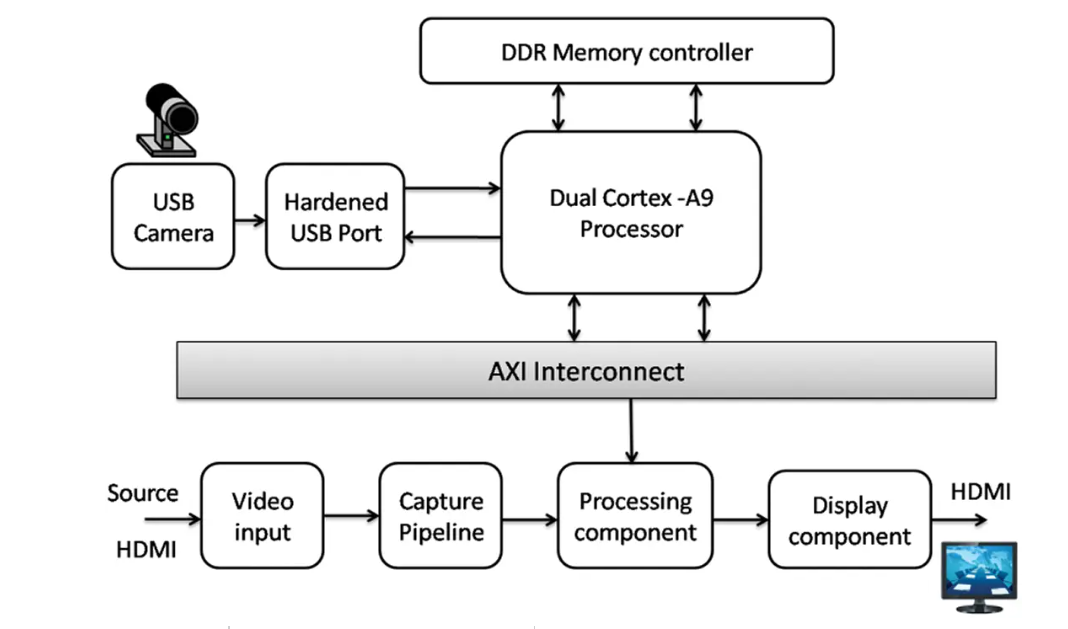 DDR Memory controller
USB
Camera
Hardened
USB Port
Dual Cortex -A9
Processor
AXI Interconnect
Source
HDMI
Video
input
Capture
Pipeline
Processing
component
Display
component
HDMI